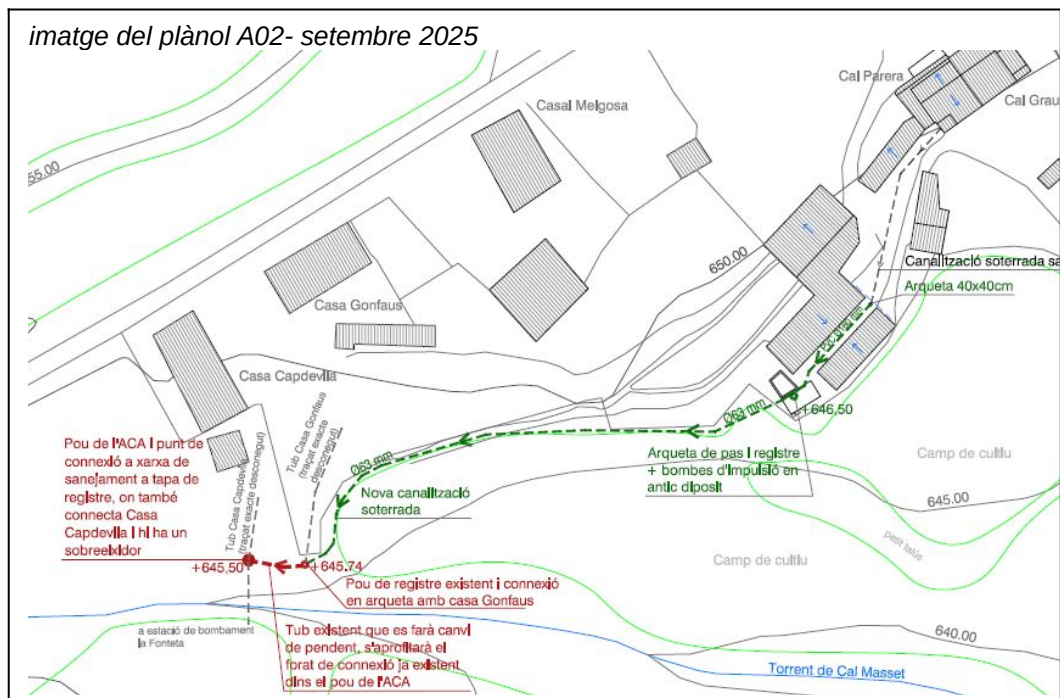 imatge del plànol A02- setembre 2025
Cal Parera
Casal Melgosa
Cal Grau
55.00
650.00
Canalització soterrada sa
Arqueta 40x40cm
Casa Gonfaus
Casa Capdevila
Tub Casa Gonfaus
(traçat exacte
desconegut)
Ø63 mm
+646,50
Pou de l'ACA i punt de
connexió a xarxa de
sanejament a tapa de
registre, on també
connecta Casa
Capdevila i hi ha un
sobreeixidor
Tub Casa Capdevila
(traçat exacte desconegut)
Ø63 mm
Nova canalització
soterrada
Arqueta de pas i registre
+ bombes d'impulsió en
antic diposit
Camp de cultiu
645.00
petit talús
Camp de cultiu
+645,50
+645.74
Pou de registre existent i connexió
en arqueta amb casa Gonfaus
a estació de bombament
la Fonteta
Tub existent que es farà canvi
de pendent, s'aprofitarà el
forat de connexió ja existent
dins el pou de l'ACA
640.00
Torrent de Cal Masset